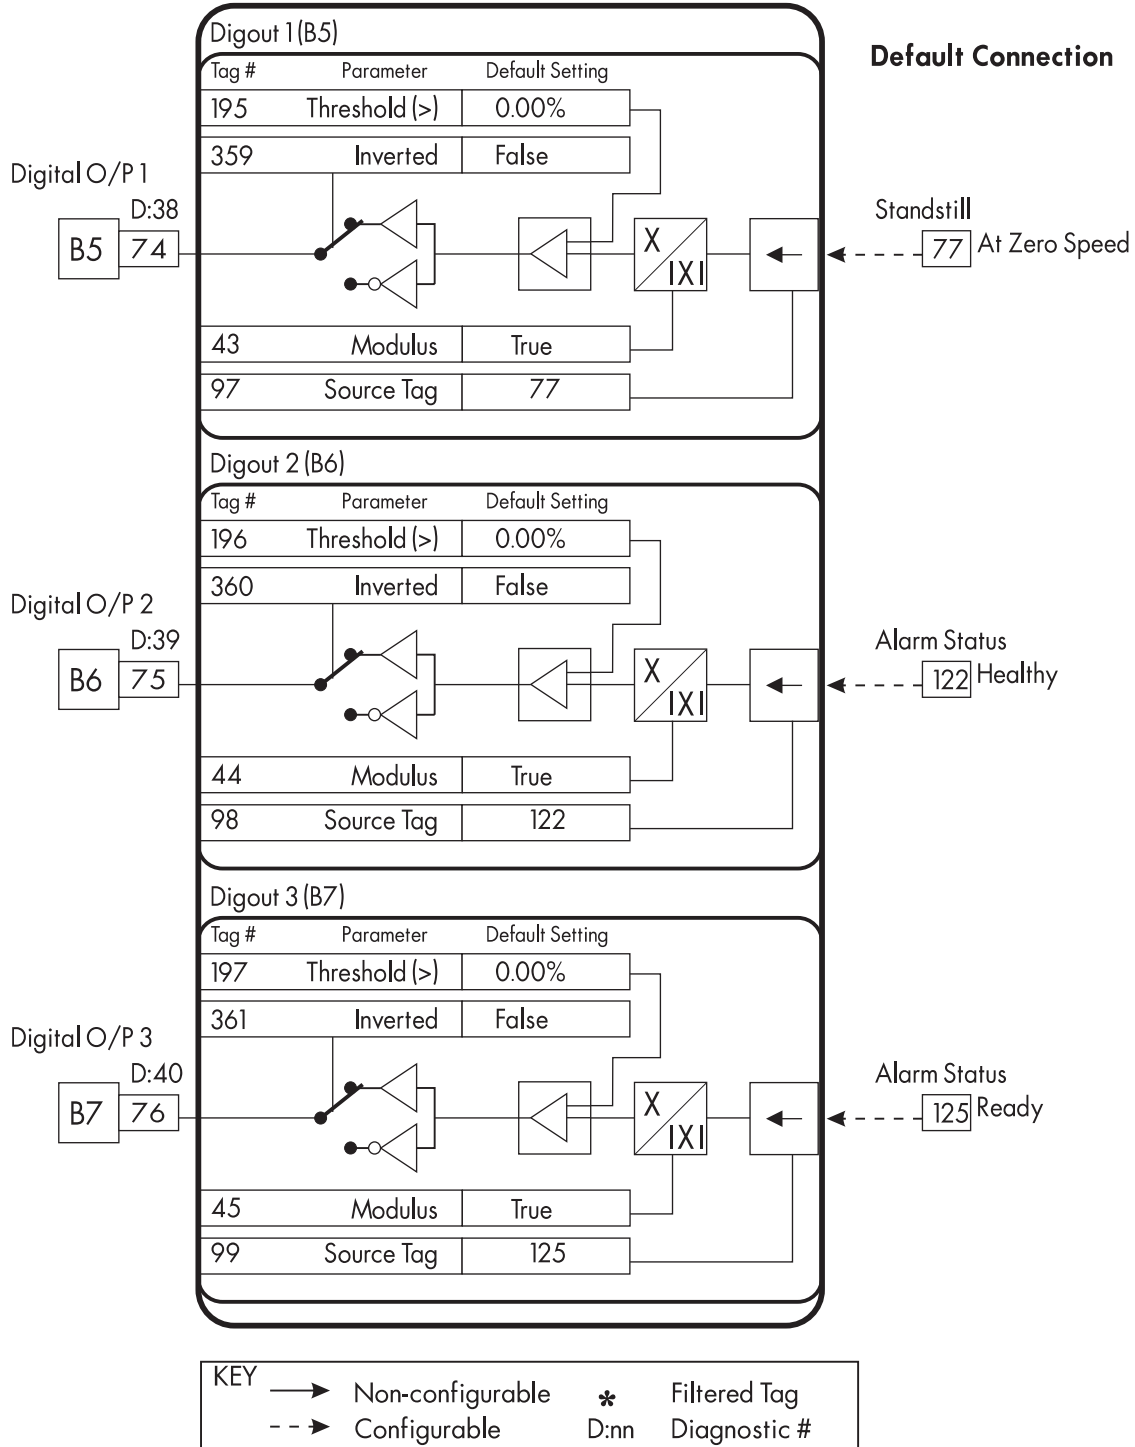 Digout 1 (B5)
Default Connection
Tag # Parameter Default Setting
195 Threshold (>) 0.00%
359 Inverted False
Digital O/P 1
D:38
B5 74
X
|X|
Standstill
77 At Zero Speed
43 Modulus True
97 Source Tag 77
Digout 2 (B6)
Tag # Parameter Default Setting
196 Threshold (>) 0.00%
360 Inverted False
Digital O/P 2
D:39
B6 75
X
|X|
Alarm Status
122 Healthy
44 Modulus True
98 Source Tag 122
Digout 3 (B7)
Tag # Parameter Default Setting
197 Threshold (>) 0.00%
361 Inverted False
Digital O/P 3
D:40
B7 76
X
|X|
Alarm Status
125 Ready
45 Modulus True
99 Source Tag 125
KEY
Non-configurable * Filtered Tag
Configurable D:nn Diagnostic #